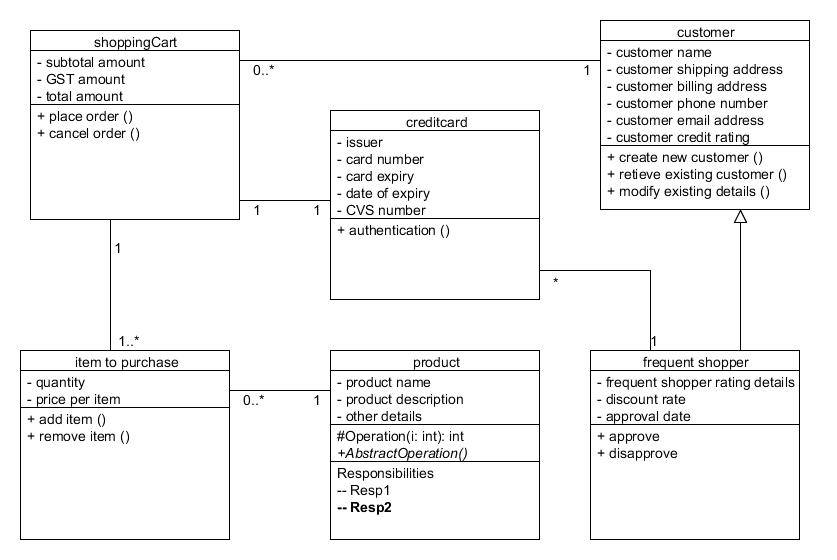 shoppingCart
- subtotal amount
- GST amount
- total amount
+ place order ()
+ cancel order ()
0..*
1
customer
- customer name
- customer shipping address
- customer billing address
- customer phone number
- customer email address
- customer credit rating
+ create new customer ()
+ retieve existing customer ()
+ modify existing details ()
creditcard
- issuer
- card number
- card expiry
- date of expiry
- CVS number
+ authentication ()
1
1
1
1..*
*
1
item to purchase
- quantity
- price per item
+ add item ()
+ remove item ()
0..*
1
product
- product name
- product description
- other details
#Operation(i: int): int
+AbstractOperation()
Responsibilities
-- Resp1
-- Resp2
frequent shopper
- frequent shopper rating details
- discount rate
- approval date
+ approve
+ disapprove